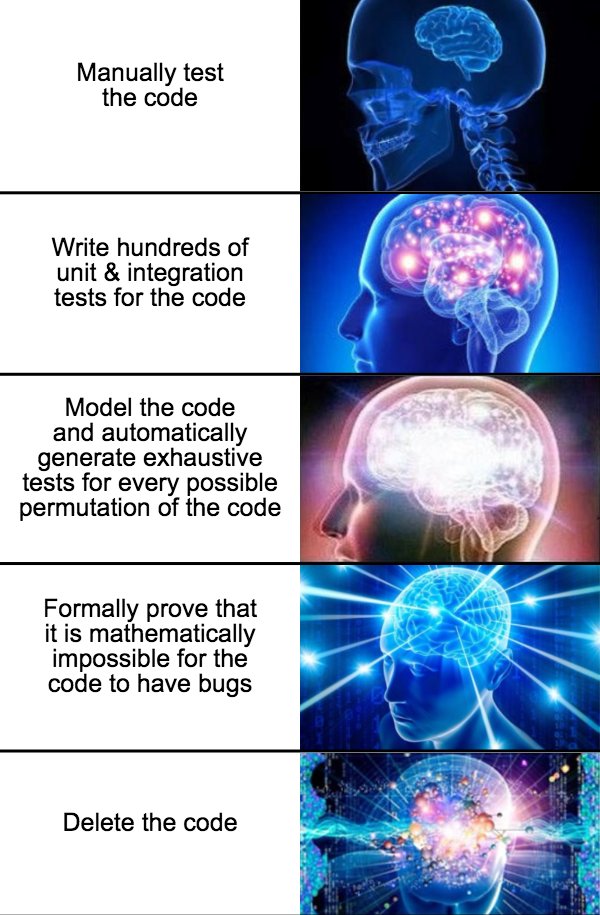 Manually test
the code
Write hundreds of
unit & integration
tests for the code
Model the code
and automatically
generate exhaustive
tests for every possible
permutation of the code
Formally prove that
it is mathematically
impossible for the
code to have bugs
Delete the code